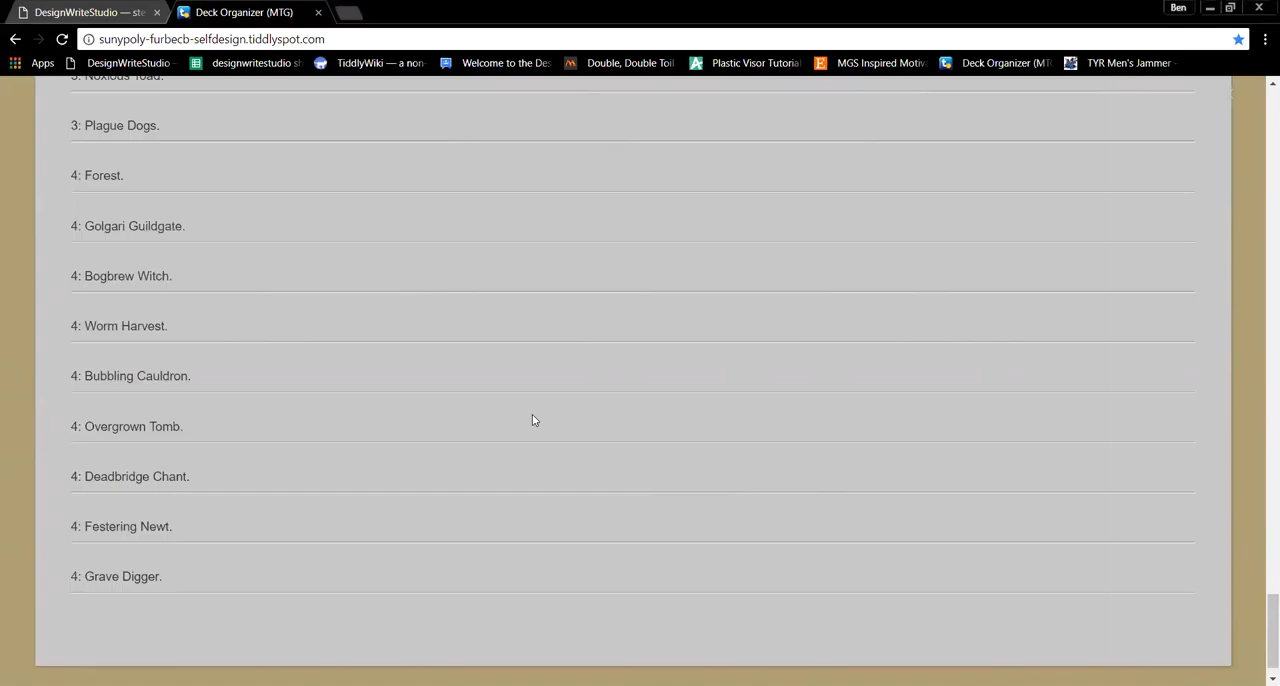 DesignWriteStudio — ste
Deck Organizer (MTG)
Ben
sunypoly-furbecb-selfdesign.tiddlyspot.com
Apps
DesignWriteStudio
designwritestudio sh
TiddlyWiki — a non-
Welcome to the Des
Double, Double Toil
Plastic Visor Tutorial
MGS Inspired Motiv
Deck Organizer (MT
TYR Men's Jammer -
3: Noxious Toad.
3: Plague Dogs.
4: Forest.
4: Golgari Guildgate.
4: Bogbrew Witch.
4: Worm Harvest.
4: Bubbling Cauldron.
4: Overgrown Tomb.
4: Deadbridge Chant.
4: Festering Newt.
4: Grave Digger.